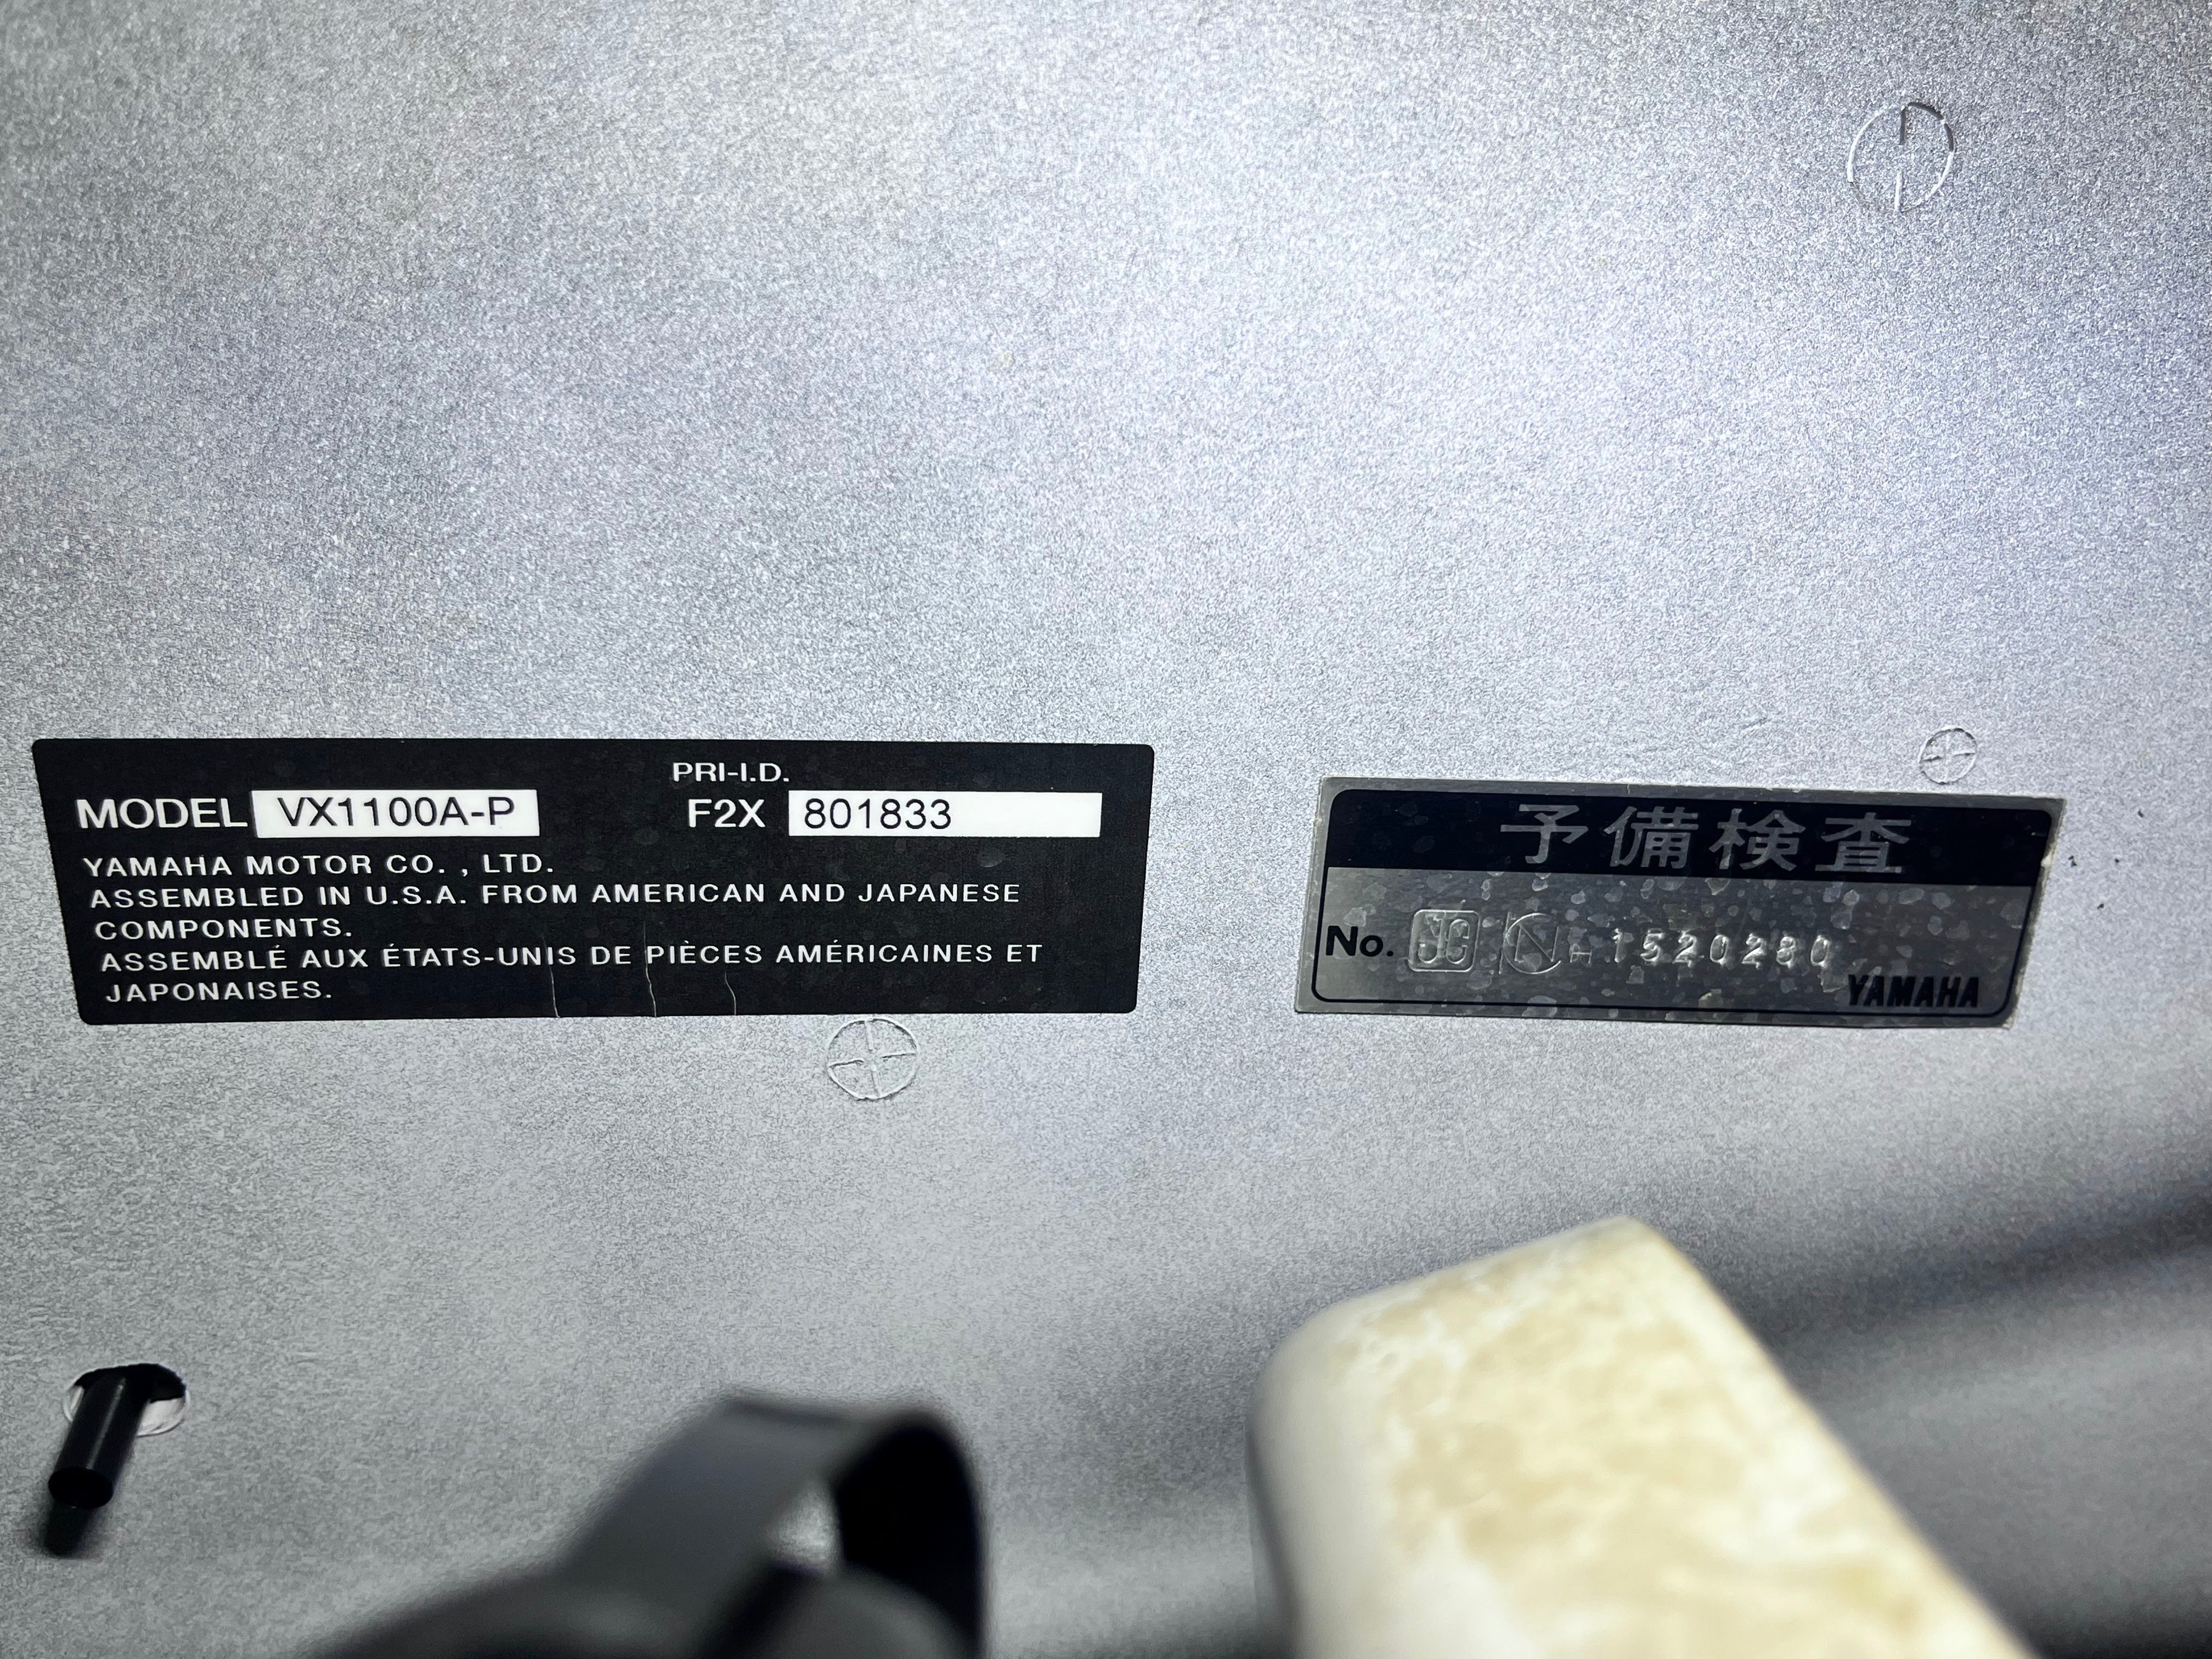 PRI-I.D.
MODEL VX1100A-P F2X 801833
YAMAHA MOTOR CO. , LTD.
ASSEMBLED IN U.S.A. FROM AMERICAN AND JAPANESE
COMPONENTS.
ASSEMBLÉ AUX ÉTATS-UNIS DE PIÈCES AMÉRICAINES ET
JAPONAISES.
予備検査
No. JG N H-1520280
YAMAHA